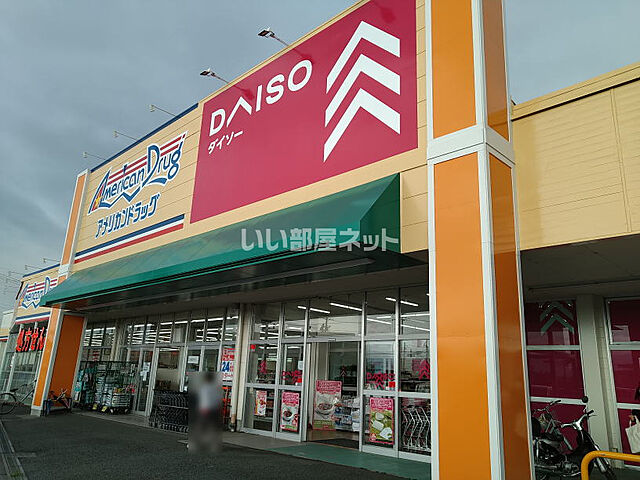 DAISO
ダイソー
American Drug
アメリカンドラッグ
いい部屋ネット